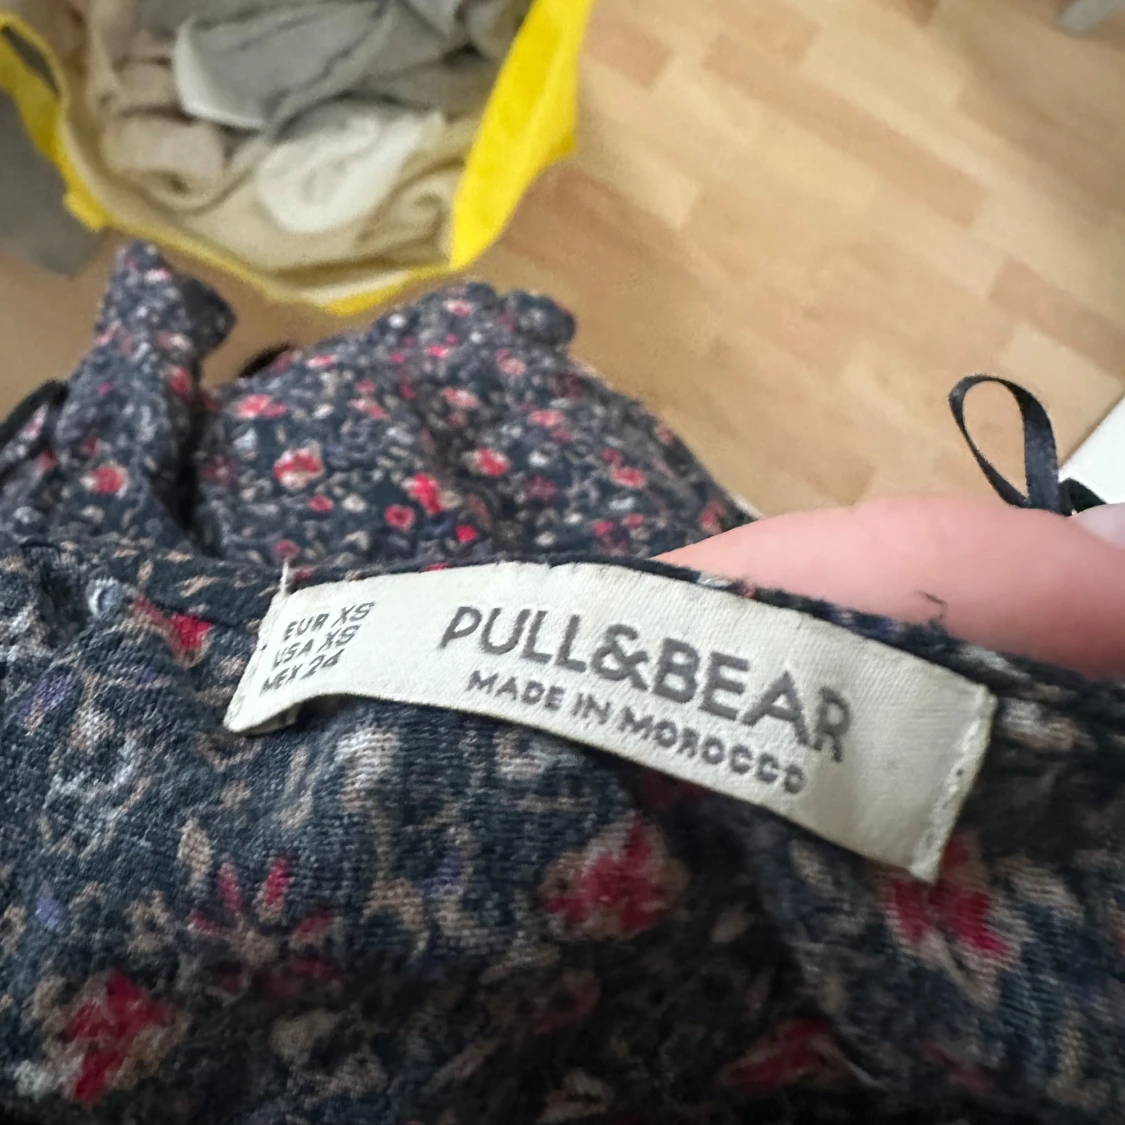 EUR XS
USA XS
MEX 24
PULL&BEAR
MADE IN MOROCCO